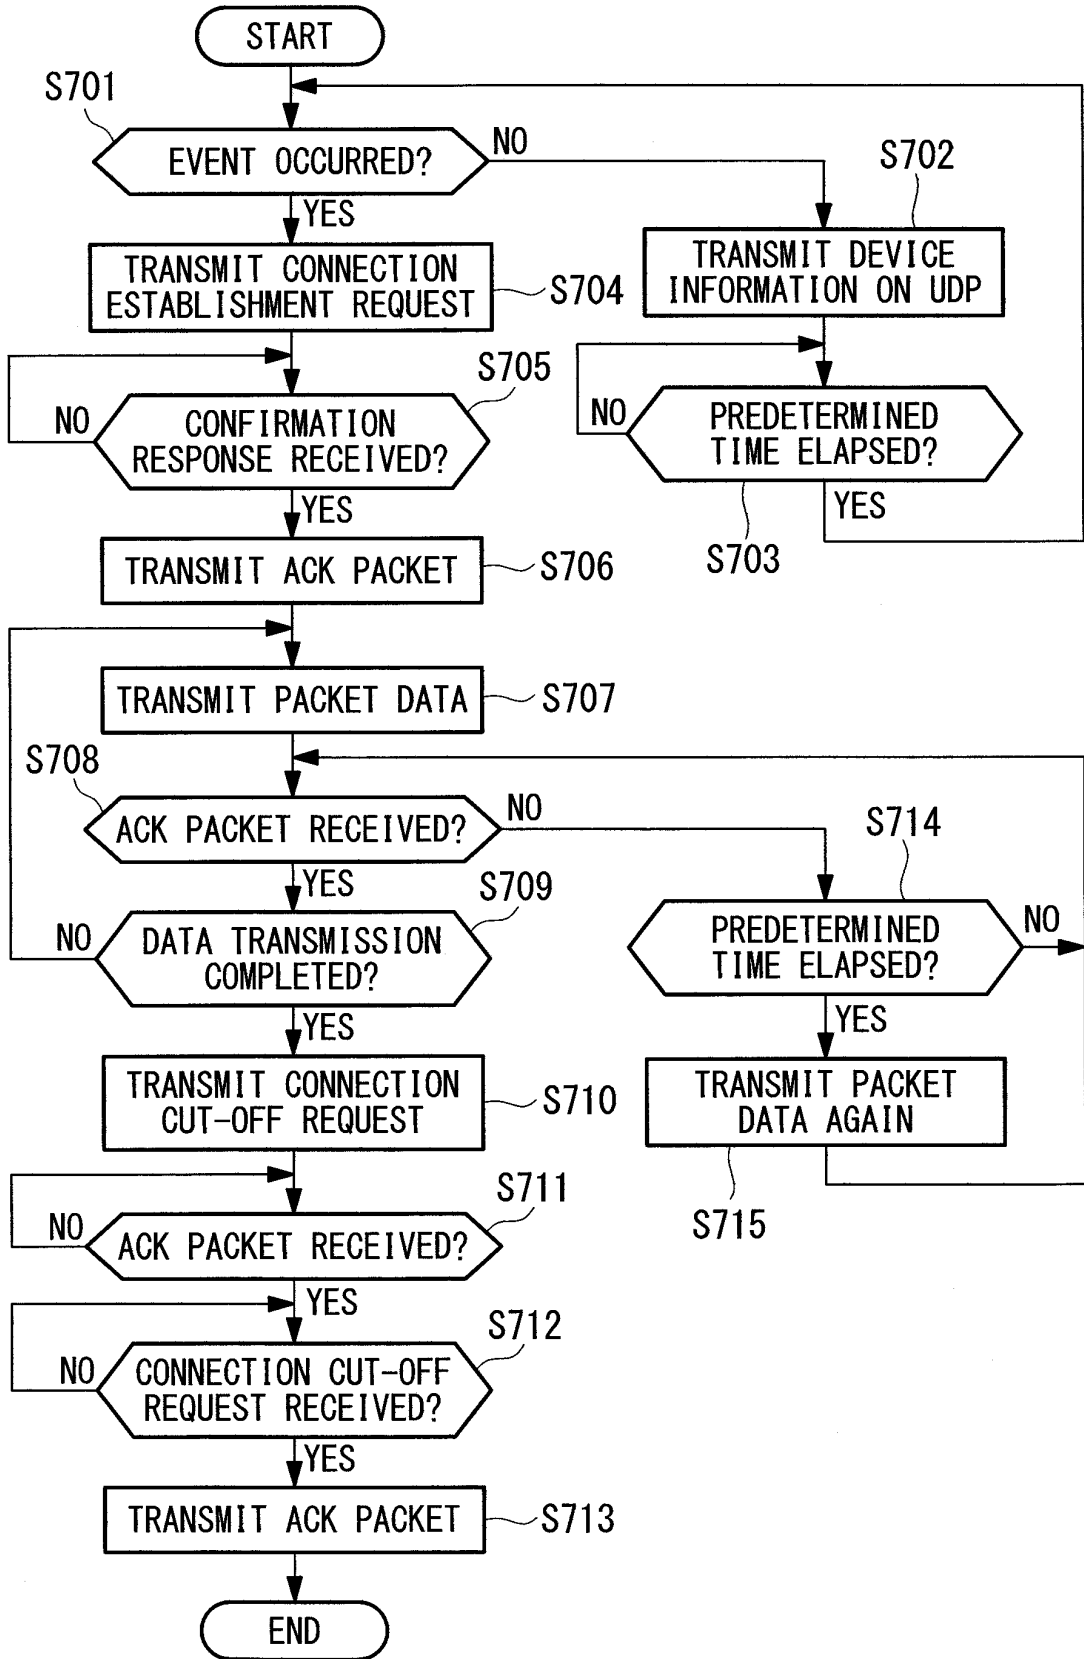 START
S701
EVENT OCCURRED?
NO
S702
YES
TRANSMIT CONNECTION
ESTABLISHMENT REQUEST
S704
TRANSMIT DEVICE
INFORMATION ON UDP
S705
NO
CONFIRMATION
RESPONSE RECEIVED?
NO
PREDETERMINED
TIME ELAPSED?
YES
YES
S703
TRANSMIT ACK PACKET
S706
TRANSMIT PACKET DATA
S707
S708
ACK PACKET RECEIVED?
NO
S714
YES
S709
NO
DATA TRANSMISSION
COMPLETED?
PREDETERMINED
TIME ELAPSED?
NO
YES
YES
TRANSMIT CONNECTION
CUT-OFF REQUEST
S710
TRANSMIT PACKET
DATA AGAIN
S715
S711
NO
ACK PACKET RECEIVED?
YES
S712
NO
CONNECTION CUT-OFF
REQUEST RECEIVED?
YES
TRANSMIT ACK PACKET
S713
END